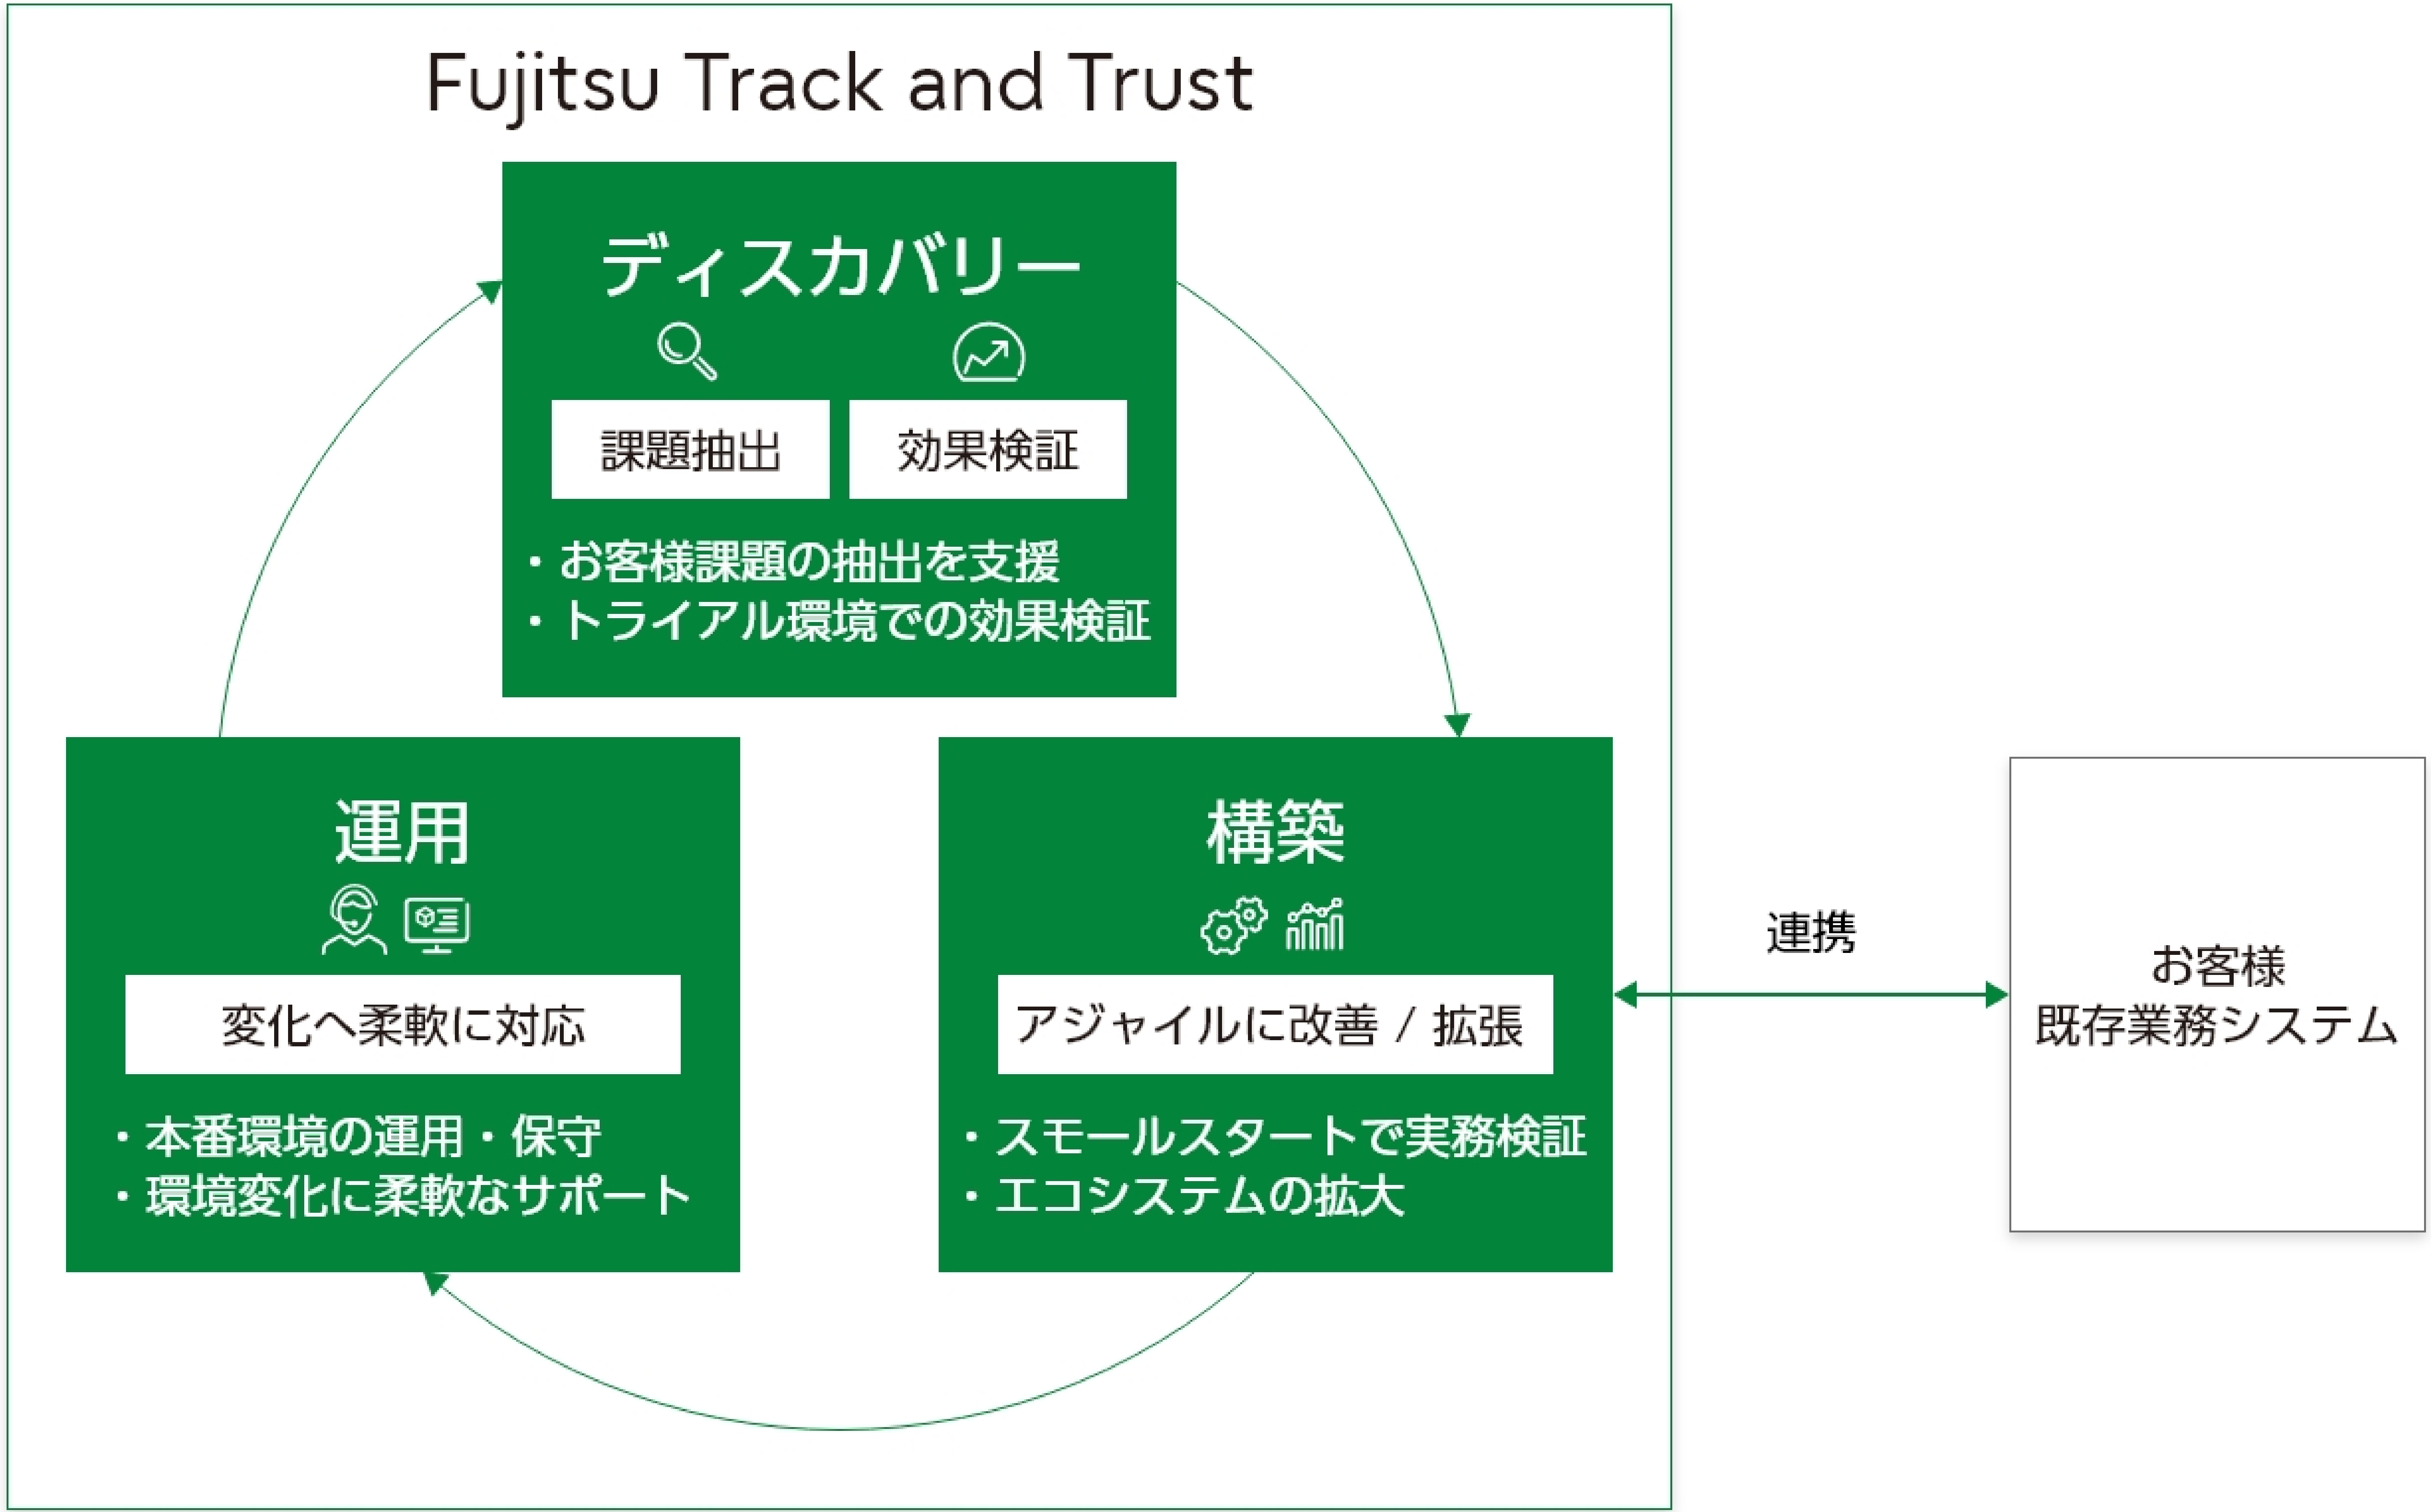 Fujitsu Track and Trust
ディスカバリー
課題抽出
効果検証
・お客様課題の抽出を支援
・トライアル環境での効果検証
運用
変化へ柔軟に対応
・本番環境の運用・保守
・環境変化に柔軟なサポート
構築
アジャイルに改善 / 拡張
・スモールスタートで実務検証
・エコシステムの拡大
連携
お客様
既存業務システム